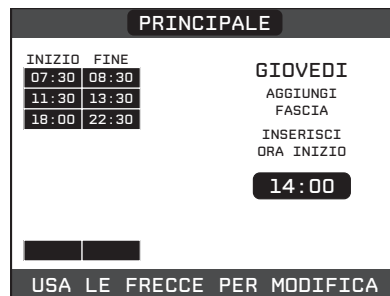 PRINCIPALE
INIZIO FINE
07:30 08:30
11:30 13:30
18:00 22:30
GIOVEDI
AGGIUNGI
FASCIA
INSERISCI
ORA INIZIO
14:00
USA LE FRECCE PER MODIFICA